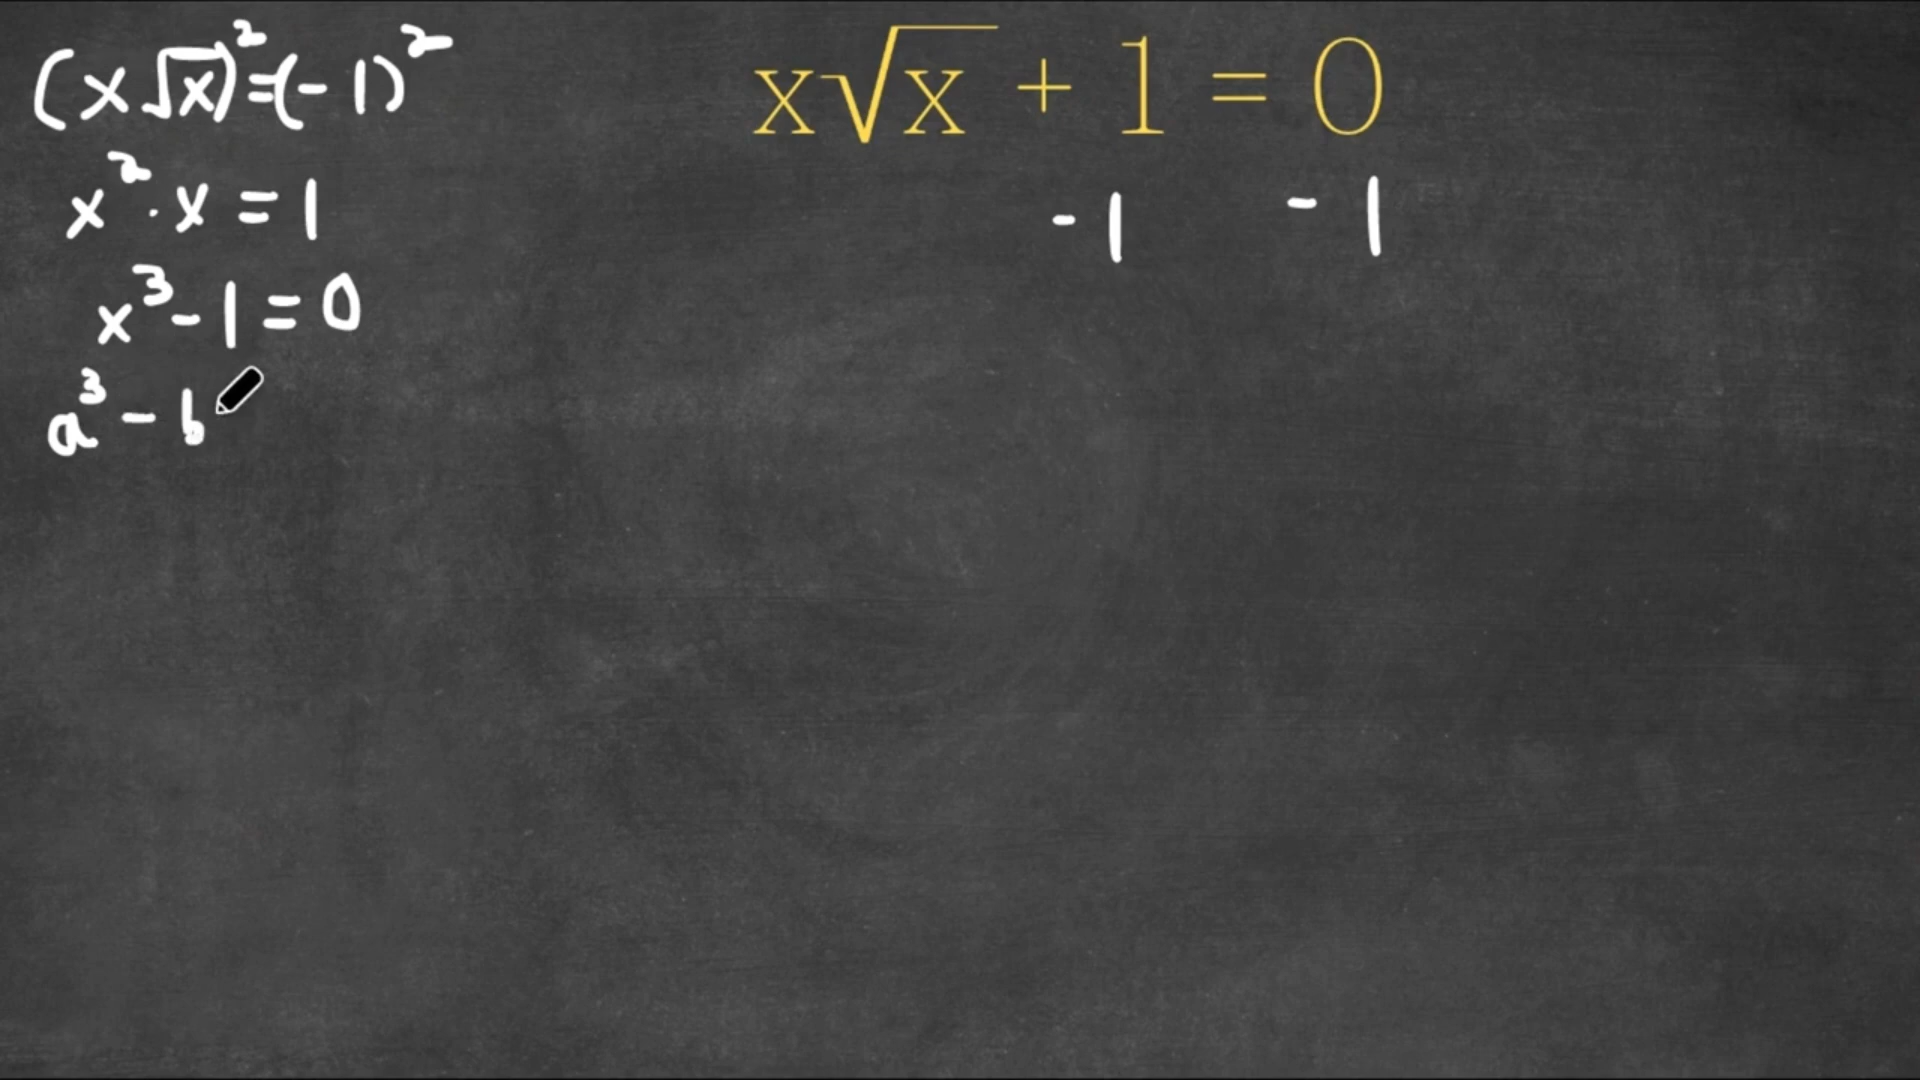 x√x + 1 = 0
- 1 - 1
(x√x)²=(-1)²
x²·x = 1
x³-1=0
a³-b